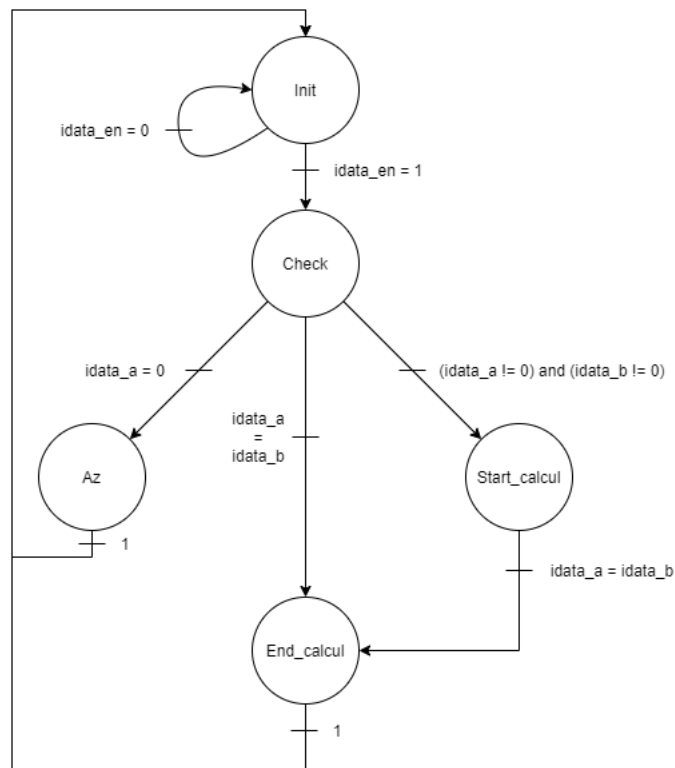 Init
idata_en = 0
idata_en = 1
Check
idata_a = 0
(idata_a != 0) and (idata_b != 0)
idata_a
=
idata_b
Az
Start_calcul
1
idata_a = idata_b
End_calcul
1